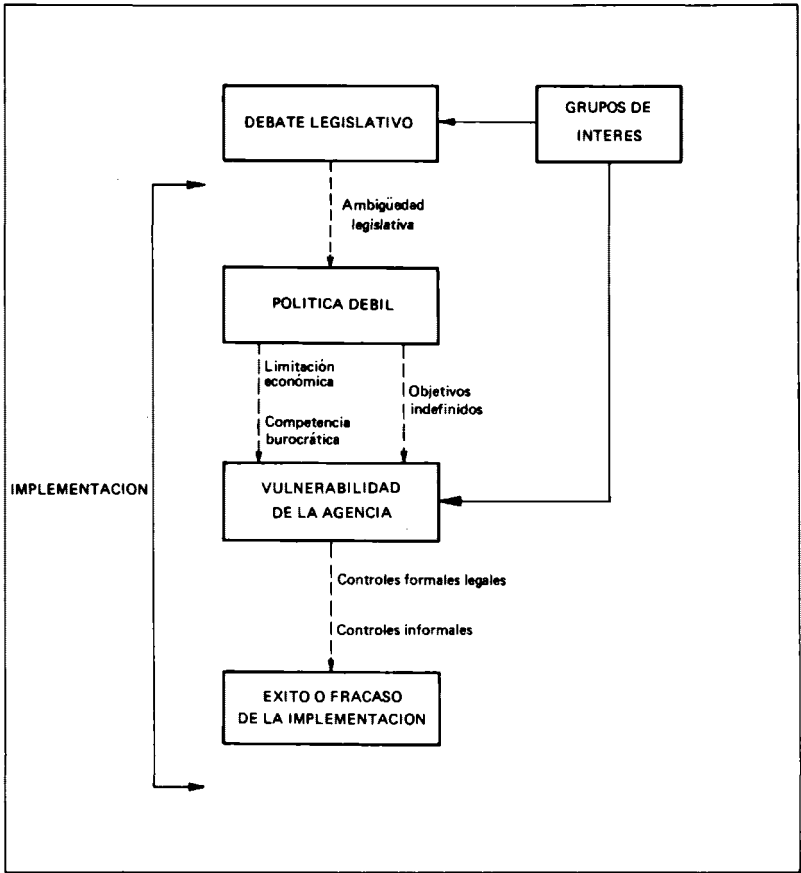 DEBATE LEGISLATIVO
GRUPOS DE
INTERES
Ambigüedad
legislativa
POLITICA DEBIL
Limitación
económica
Objetivos
indefinidos
Competencia
burocrática
IMPLEMENTACION
VULNERABILIDAD
DE LA AGENCIA
Controles formales legales
Controles informales
EXITO O FRACASO
DE LA IMPLEMENTACION